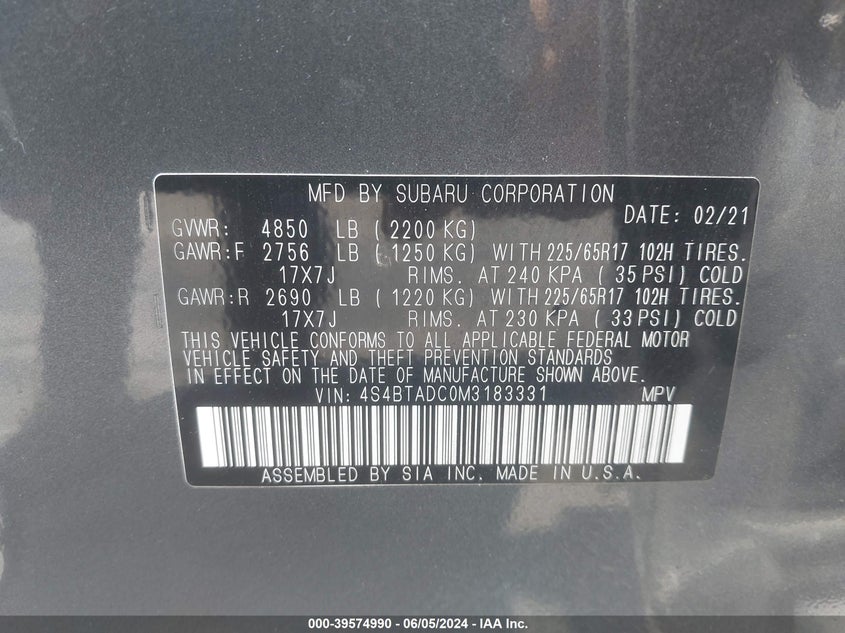 MFD BY SUBARU CORPORATION
DATE: 02/21
GVWR: 4850 LB ( 2200 KG)
GAWR:F 2756 LB ( 1250 KG) WITH 225/65R17 102H TIRES.
17X7J RIMS. AT 240 KPA ( 35 PSI) COLD
GAWR:R 2690 LB ( 1220 KG) WITH 225/65R17 102H TIRES.
17X7J RIMS. AT 230 KPA ( 33 PSI) COLD
THIS VEHICLE CONFORMS TO ALL APPLICABLE FEDERAL MOTOR
VEHICLE SAFETY AND THEFT PREVENTION STANDARDS
IN EFFECT ON THE DATE OF MANUFACTURE SHOWN ABOVE.
VIN: 4S4BTADC0M3183331 MPV
ASSEMBLED BY SIA INC. MADE IN U.S.A.
000-39574990 - 06/05/2024 - IAA Inc.